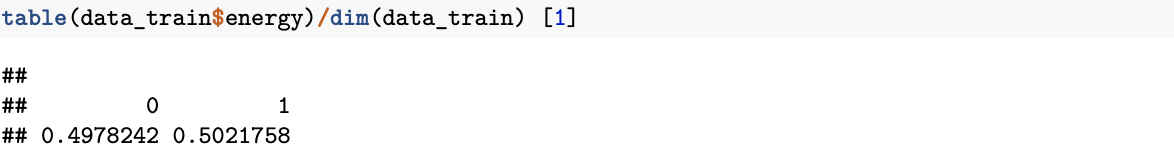 table(data_train$energy)/dim(data_train) [1]
##
##         0         1
## 0.4978242 0.5021758